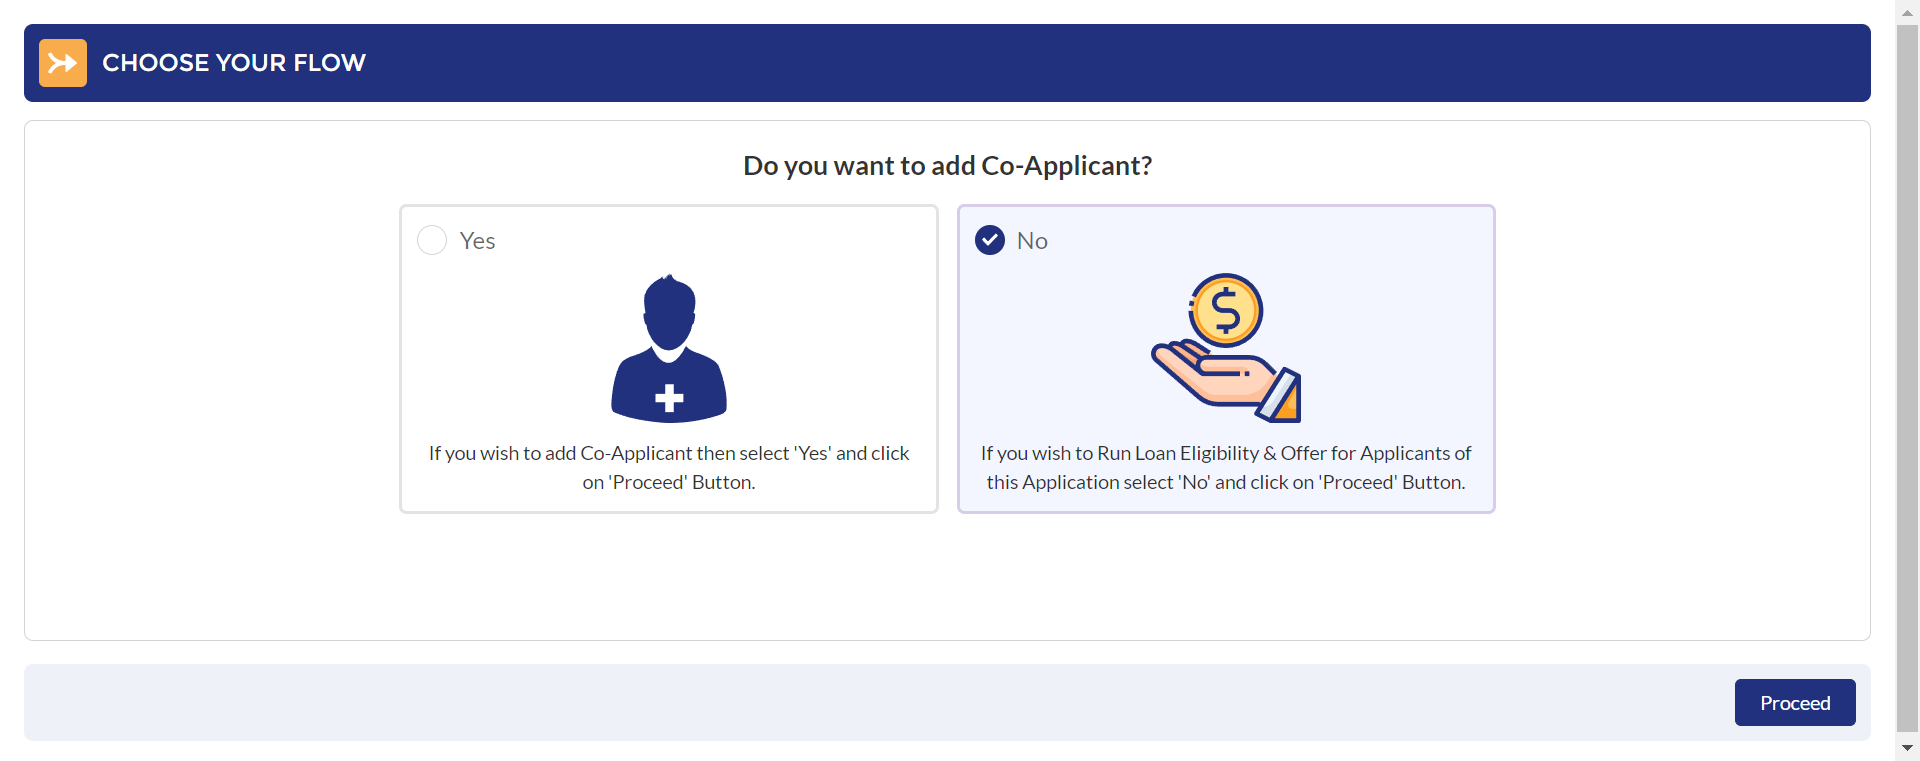 CHOOSE YOUR FLOW
Do you want to add Co-Applicant?
Yes
If you wish to add Co-Applicant then select 'Yes' and click
on 'Proceed' Button.
No
$
If you wish to Run Loan Eligibility & Offer for Applicants of
this Application select 'No' and click on 'Proceed' Button.
Proceed